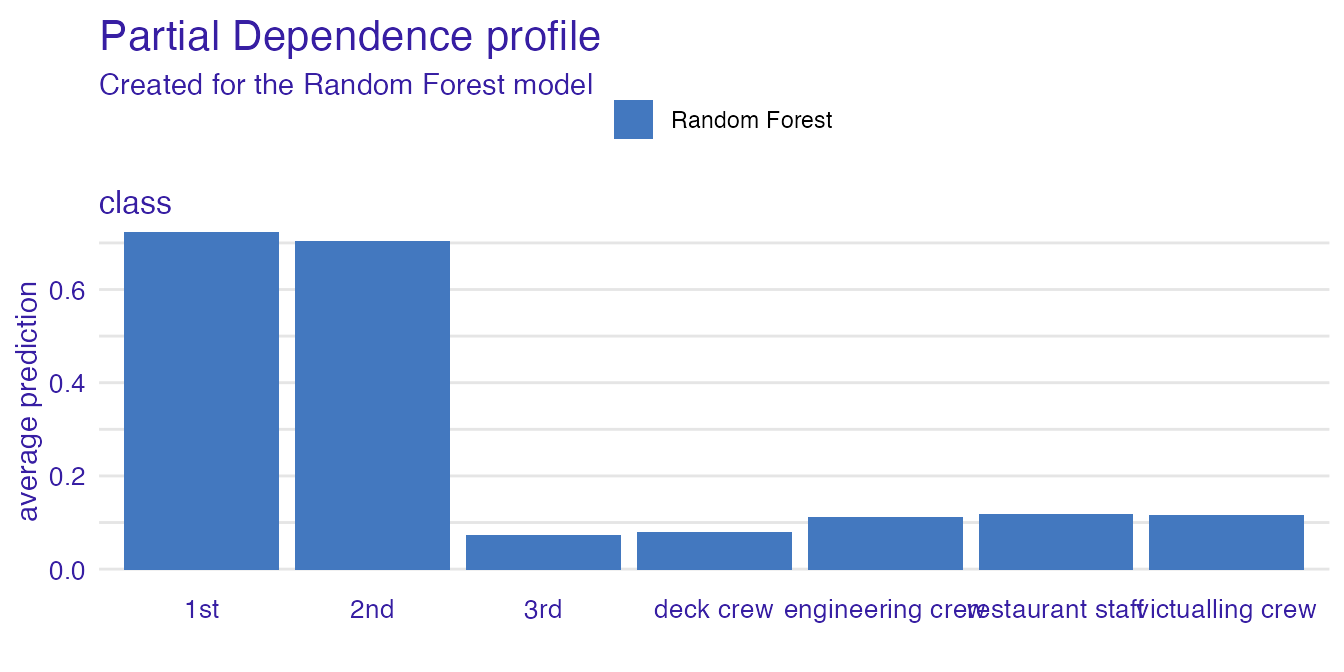 Partial Dependence profile
Created for the Random Forest model
Random Forest
class
average prediction
0.6
0.4
0.2
0.0
1st 2nd 3rd deck crew engineering crew restaurant staff victualling crew